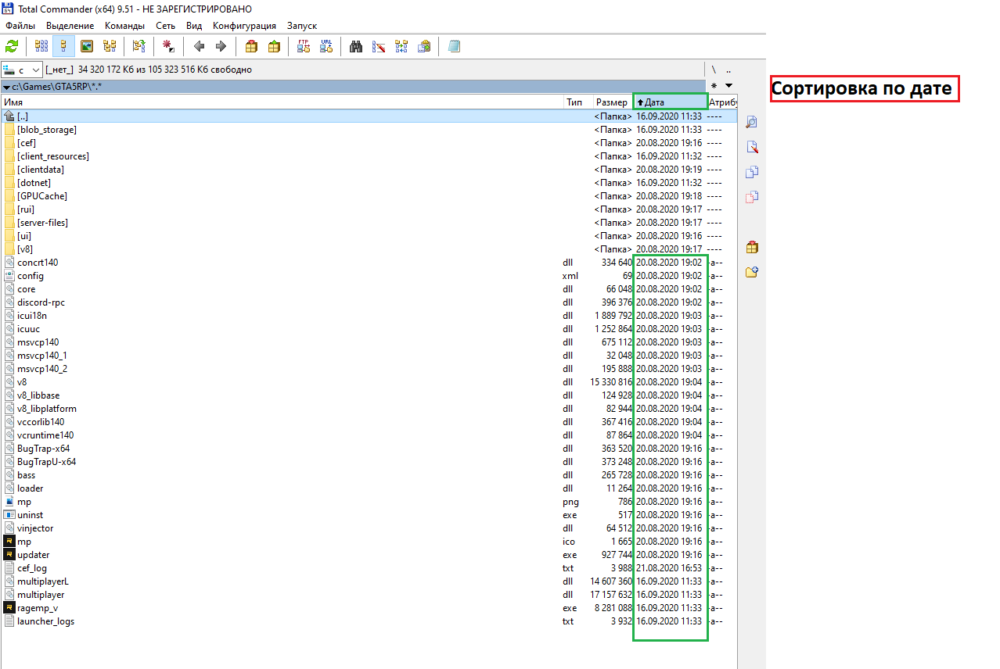 Total Commander (x64) 9.51 - НЕ ЗАРЕГИСТРИРОВАНО
Файлы Выделение Команды Сеть Вид Конфигурация Запуск
FTP URL
c [_нет_] 34 320 172 Кб из 105 323 516 Кб свободно \ ..
c:\Games\GTA5RP\*.* *
Сортировка по дате
Имя Тип Размер Дата Атрибу
[..] <Папка> 16.09.2020 11:33 ----
[blob_storage] <Папка> 16.09.2020 11:33 ----
[cef] <Папка> 20.08.2020 19:16 ----
[client_resources] <Папка> 16.09.2020 11:32 ----
[clientdata] <Папка> 20.08.2020 19:19 ----
[dotnet] <Папка> 16.09.2020 11:32 ----
[GPUCache] <Папка> 20.08.2020 19:18 ----
[rui] <Папка> 20.08.2020 19:17 ----
[server-files] <Папка> 20.08.2020 19:17 ----
[ui] <Папка> 20.08.2020 19:16 ----
[v8] <Папка> 20.08.2020 19:17 ----
concrt140 dll 334 640 20.08.2020 19:02 -a--
config xml 69 20.08.2020 19:02 -a--
core dll 66 048 20.08.2020 19:02 -a--
discord-rpc dll 396 376 20.08.2020 19:02 -a--
icui18n dll 1 889 792 20.08.2020 19:03 -a--
icuuc dll 1 252 864 20.08.2020 19:03 -a--
msvcp140 dll 675 112 20.08.2020 19:03 -a--
msvcp140_1 dll 32 048 20.08.2020 19:03 -a--
msvcp140_2 dll 195 888 20.08.2020 19:03 -a--
v8 dll 15 330 816 20.08.2020 19:04 -a--
v8_libbase dll 124 928 20.08.2020 19:04 -a--
v8_libplatform dll 82 944 20.08.2020 19:04 -a--
vccorlib140 dll 367 416 20.08.2020 19:04 -a--
vcruntime140 dll 87 864 20.08.2020 19:04 -a--
BugTrap-x64 dll 363 520 20.08.2020 19:16 -a--
BugTrapU-x64 dll 373 248 20.08.2020 19:16 -a--
bass dll 265 728 20.08.2020 19:16 -a--
loader dll 11 264 20.08.2020 19:16 -a--
mp png 786 20.08.2020 19:16 -a--
uninst exe 517 20.08.2020 19:16 -a--
vinjector dll 64 512 20.08.2020 19:16 -a--
mp ico 1 665 20.08.2020 19:16 -a--
updater exe 927 744 20.08.2020 19:16 -a--
cef_log txt 3 988 21.08.2020 16:53 -a--
multiplayerL dll 14 607 360 16.09.2020 11:33 -a--
multiplayer dll 17 157 632 16.09.2020 11:33 -a--
ragemp_v exe 8 281 088 16.09.2020 11:33 -a--
launcher_logs txt 3 932 16.09.2020 11:33 -a--